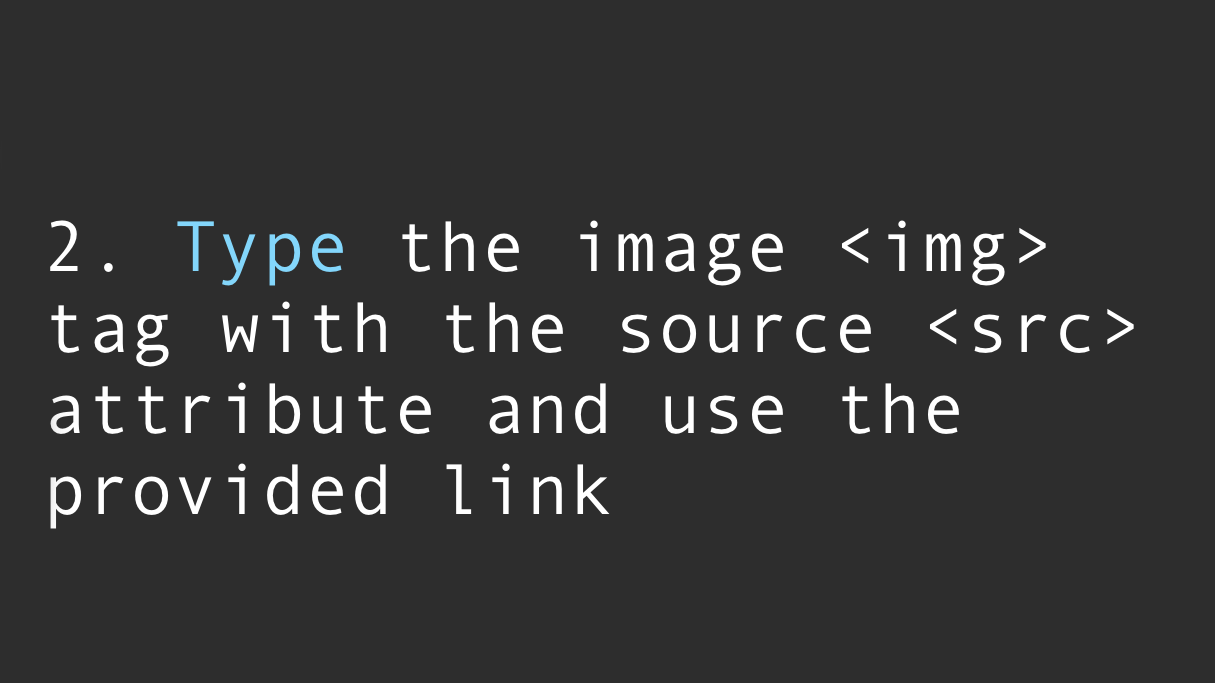 2. Type the image <img>
tag with the source <src>
attribute and use the
provided link